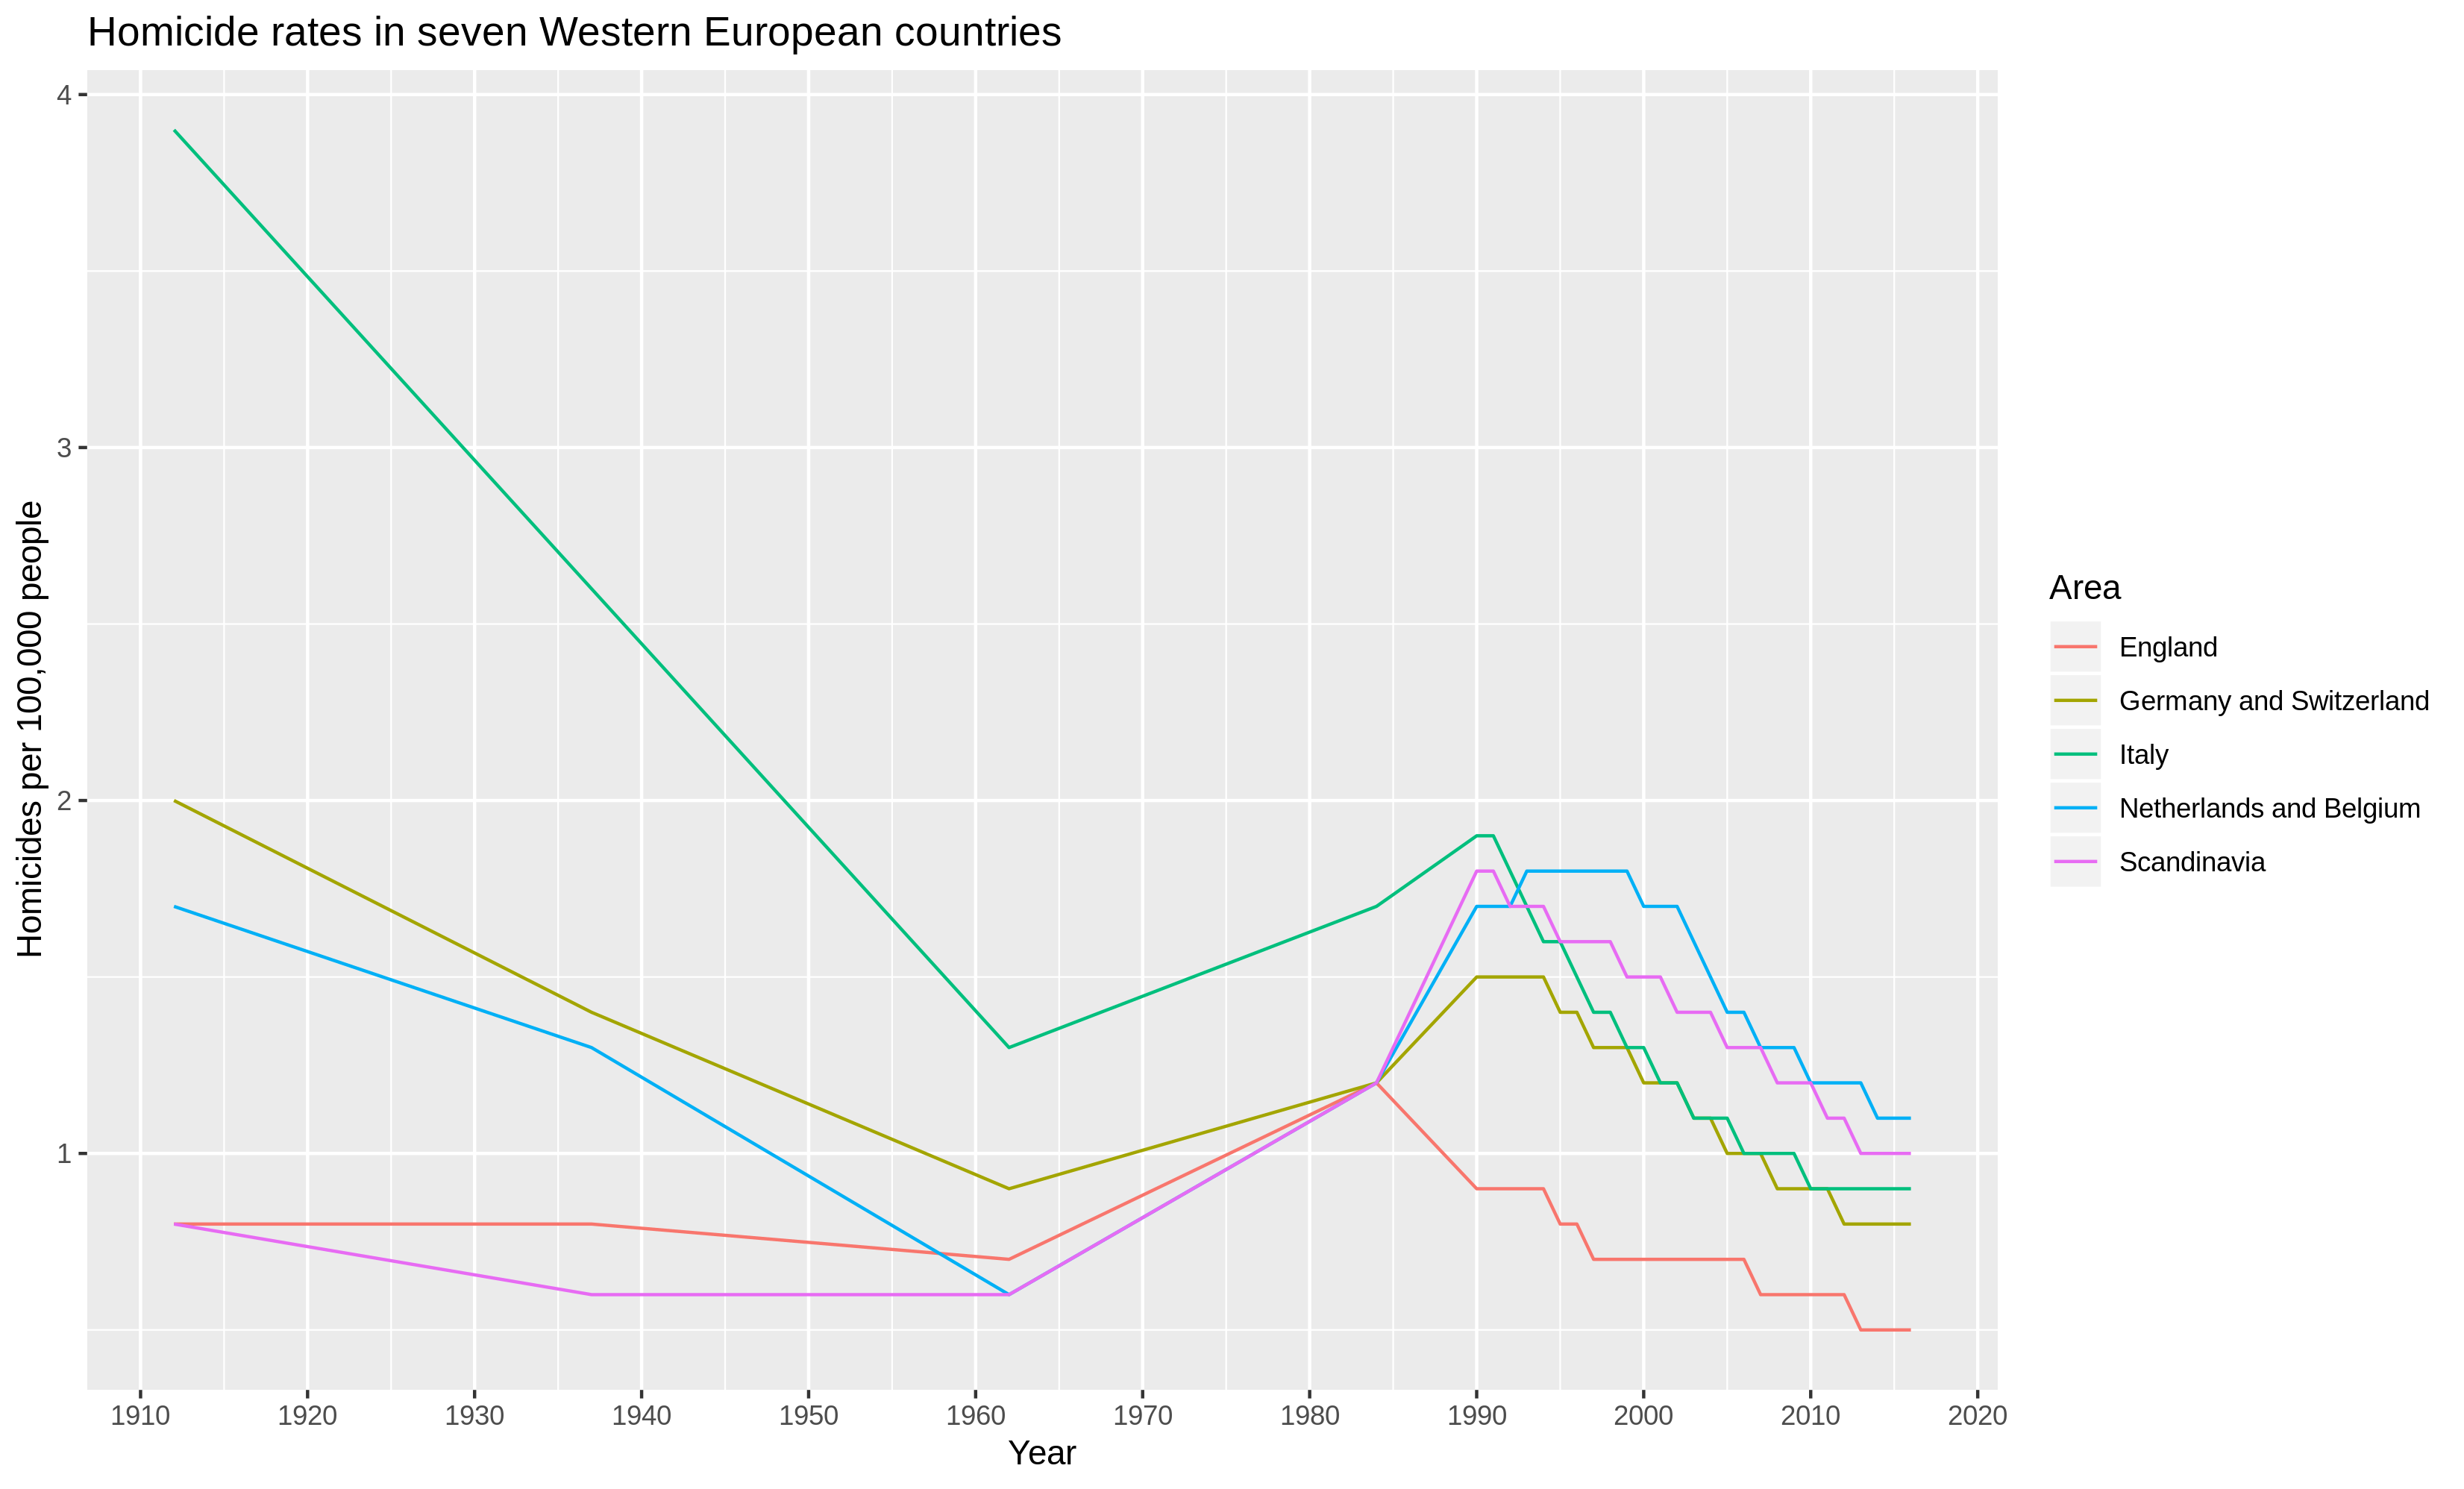 Homicide rates in seven Western European countries
4
3
2
1
Homicides per 100,000 people
1910 1920 1930 1940 1950 1960 1970 1980 1990 2000 2010 2020
Year
Area
England
Germany and Switzerland
Italy
Netherlands and Belgium
Scandinavia